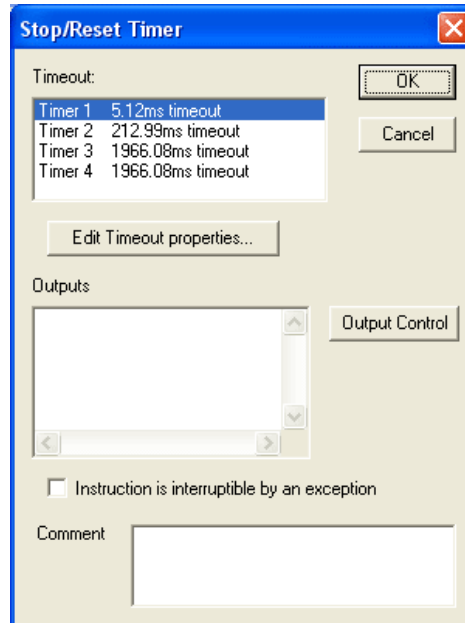 Stop/Reset Timer
Timeout:
OK
Timer 1 5.12ms timeout
Timer 2 212.99ms timeout
Timer 3 1966.08ms timeout
Timer 4 1966.08ms timeout
Cancel
Edit Timeout properties...
Outputs
Output Control
Instruction is interruptible by an exception
Comment